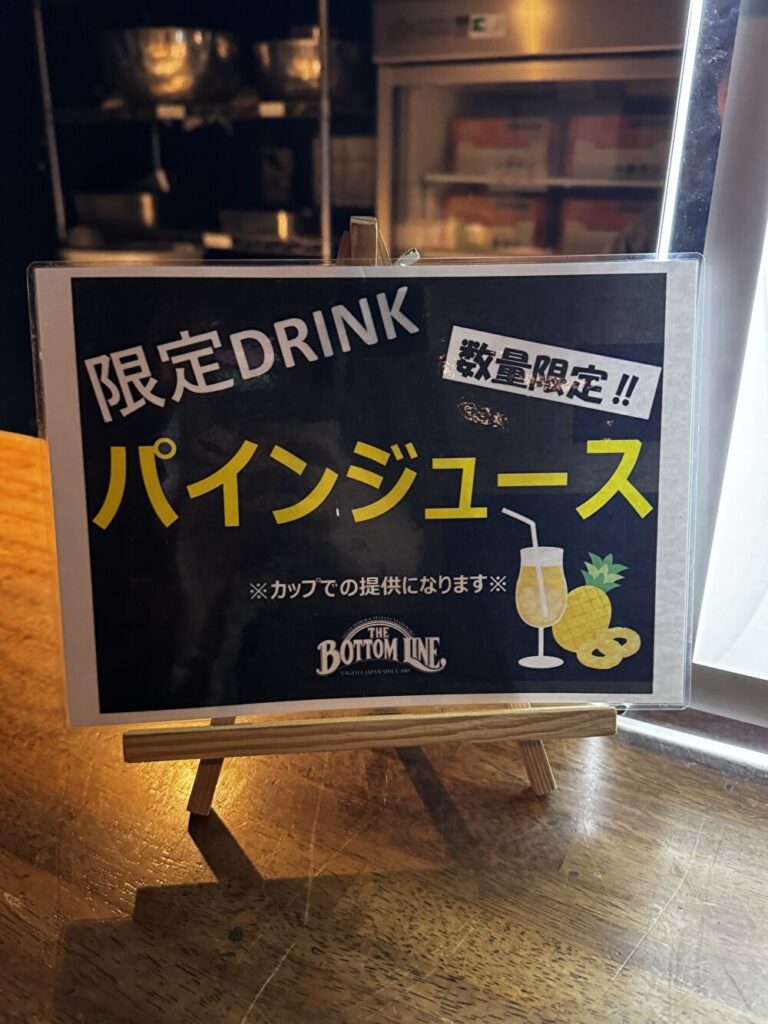 限定DRINK
数量限定!!
パインジュース
※カップでの提供になります※
THE
BOTTOM LINE